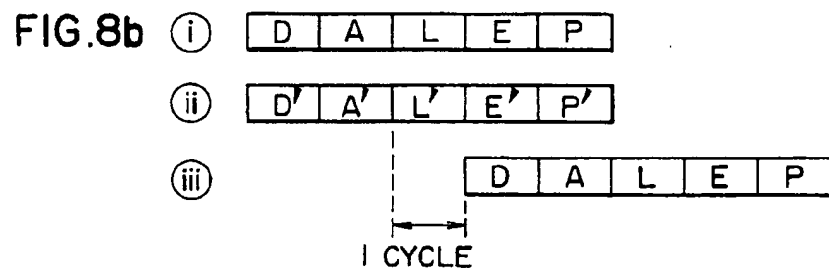 FIG.8b i D A L E P
ii D' A' L' E' P'
iii D A L E P
1 CYCLE